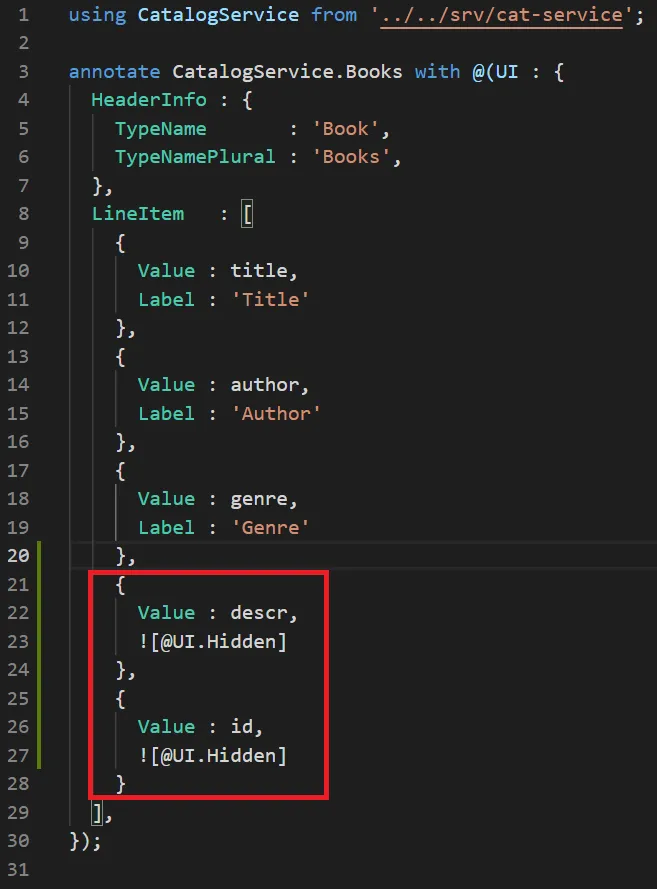 1 using CatalogService from '../../srv/cat-service';
2
3 annotate CatalogService.Books with @(UI : {
4   HeaderInfo : {
5     TypeName       : 'Book',
6     TypeNamePlural : 'Books',
7   },
8   LineItem   : [
9     {
10       Value : title,
11       Label : 'Title'
12     },
13     {
14       Value : author,
15       Label : 'Author'
16     },
17     {
18       Value : genre,
19       Label : 'Genre'
20     },
21     {
22       Value : descr,
23       ![@UI.Hidden]
24     },
25     {
26       Value : id,
27       ![@UI.Hidden]
28     }
29   ],
30 });
31